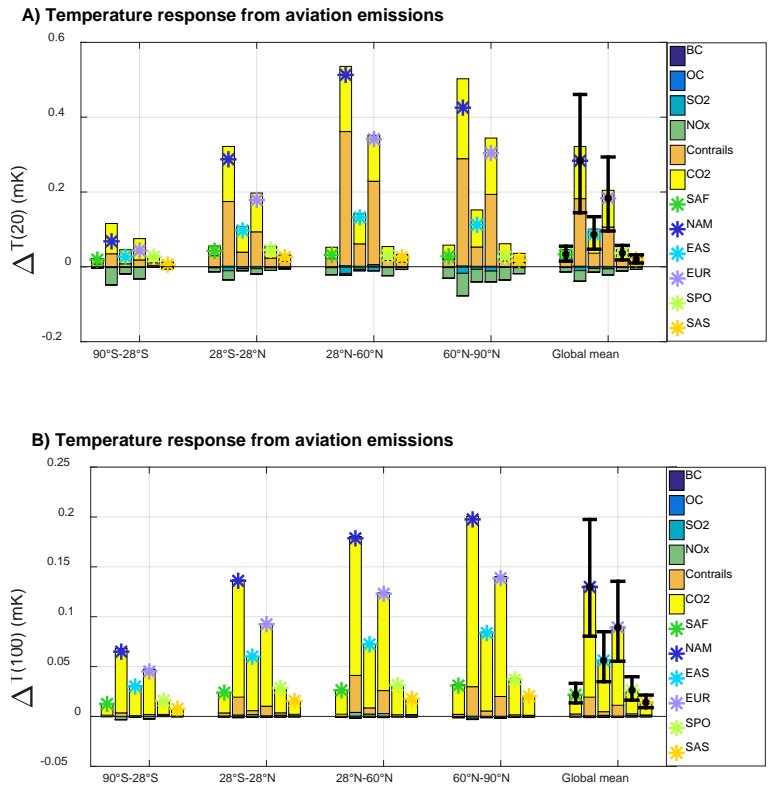 A) Temperature response from aviation emissions
0.6
0.4
0.2
0
-0.2
Δ T(20) (mK)
90°S-28°S
28°S-28°N
28°N-60°N
60°N-90°N
Global mean
BC
OC
SO2
NOx
Contrails
CO2
SAF
NAM
EAS
EUR
SPO
SAS
B) Temperature response from aviation emissions
0.25
0.2
0.15
0.1
0.05
0
-0.05
Δ T(100) (mK)
90°S-28°S
28°S-28°N
28°N-60°N
60°N-90°N
Global mean
BC
OC
SO2
NOx
Contrails
CO2
SAF
NAM
EAS
EUR
SPO
SAS